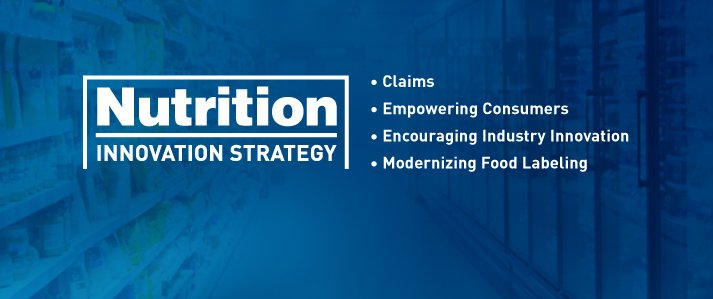 Nutrition
INNOVATION STRATEGY
• Claims
• Empowering Consumers
• Encouraging Industry Innovation
• Modernizing Food Labeling